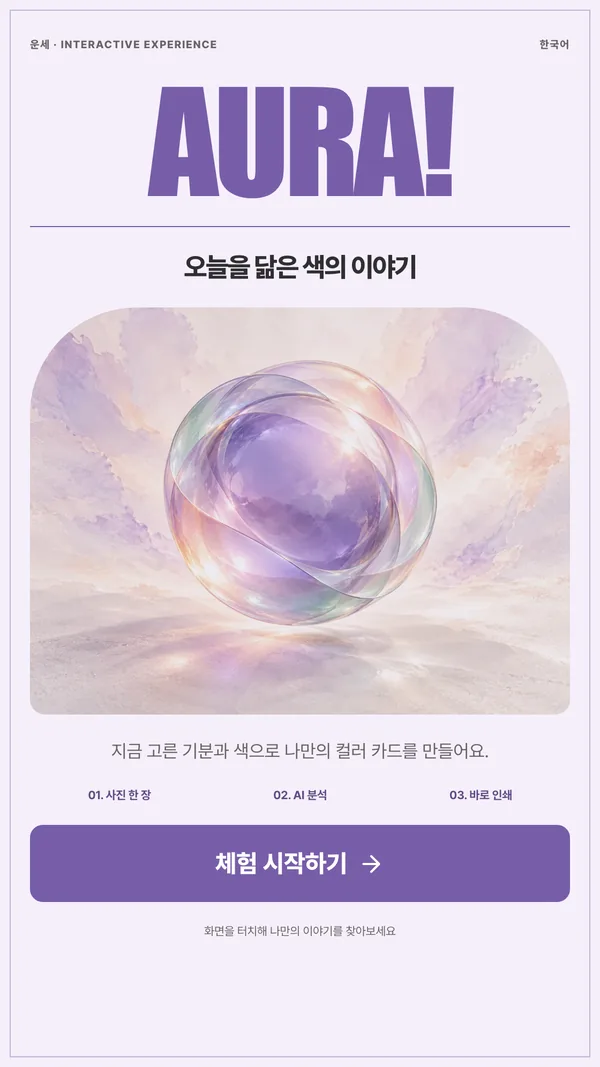 운세 · INTERACTIVE EXPERIENCE
한국어
AURA!
오늘을 닮은 색의 이야기
지금 고른 기분과 색으로 나만의 컬러 카드를 만들어요.
01. 사진 한 장
02. AI 분석
03. 바로 인쇄
체험 시작하기 →
화면을 터치해 나만의 이야기를 찾아보세요